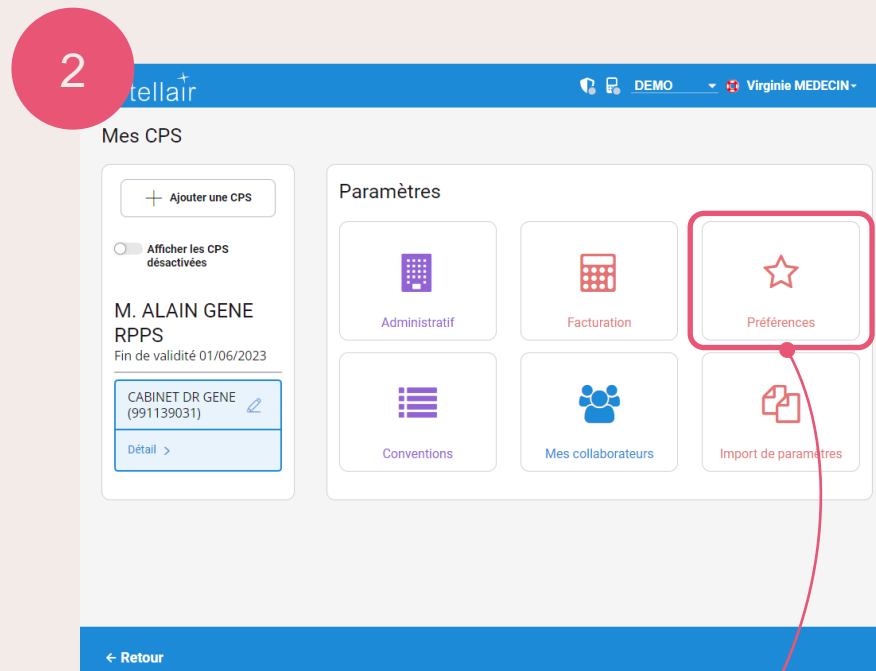 2
tellair
DEMO
Virginie MEDECIN
Mes CPS
Ajouter une CPS
Afficher les CPS
désactivées
M. ALAIN GENE
RPPS
Fin de validité 01/06/2023
CABINET DR GENE
(991139031)
Détail >
Paramètres
Administratif
Facturation
Préférences
Conventions
Mes collaborateurs
Import de paramètres
← Retour